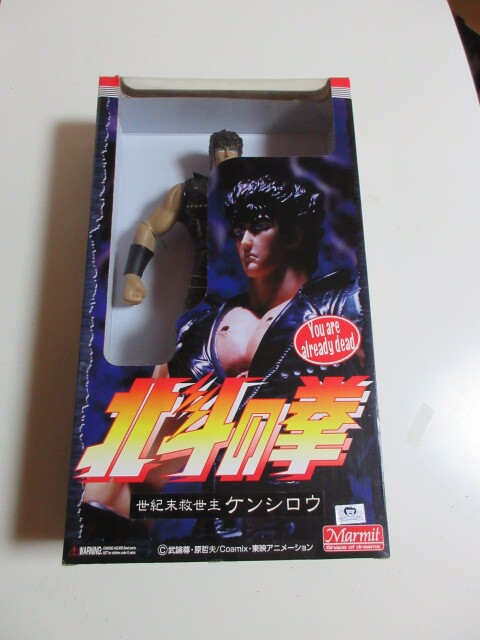 You are
already dead
北斗の拳
世紀末救世主 ケンシロウ
Marmit
Shape of dreams
WARNING:
©武論尊・原哲夫/Coamix・東映アニメーション